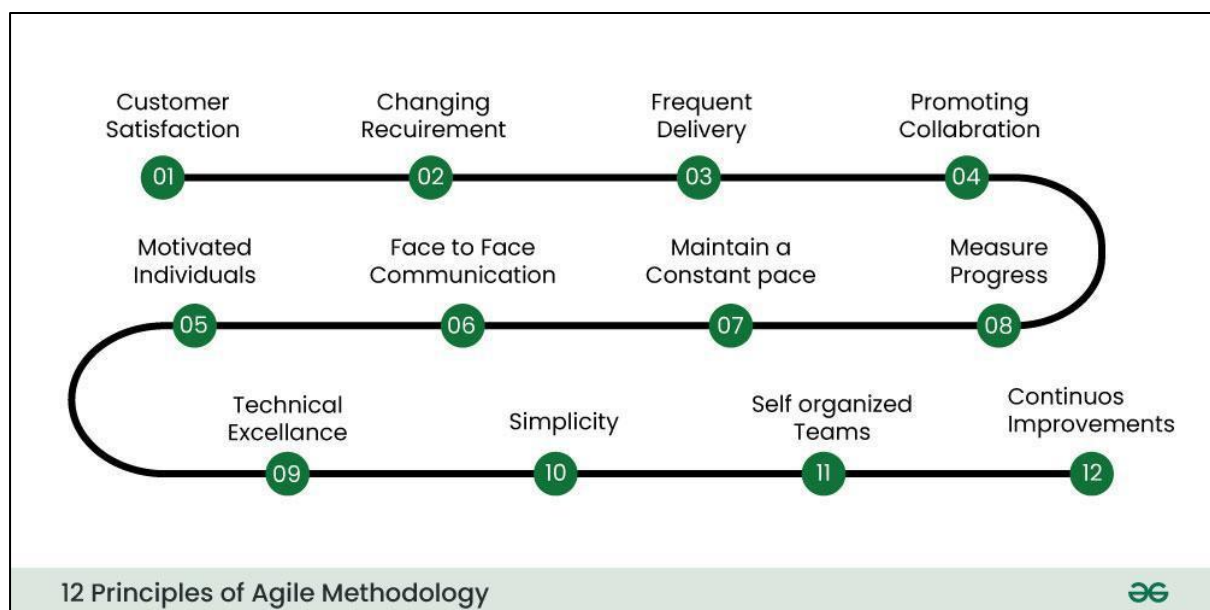 Customer
Satisfaction
Changing
Recuirement
Frequent
Delivery
Promoting
Collabration
01
02
03
04
Motivated
Individuals
Face to Face
Communication
Maintain a
Constant pace
Measure
Progress
05
06
07
08
Technical
Excellance
Simplicity
Self organized
Teams
Continuos
Improvements
09
10
11
12
12 Principles of Agile Methodology